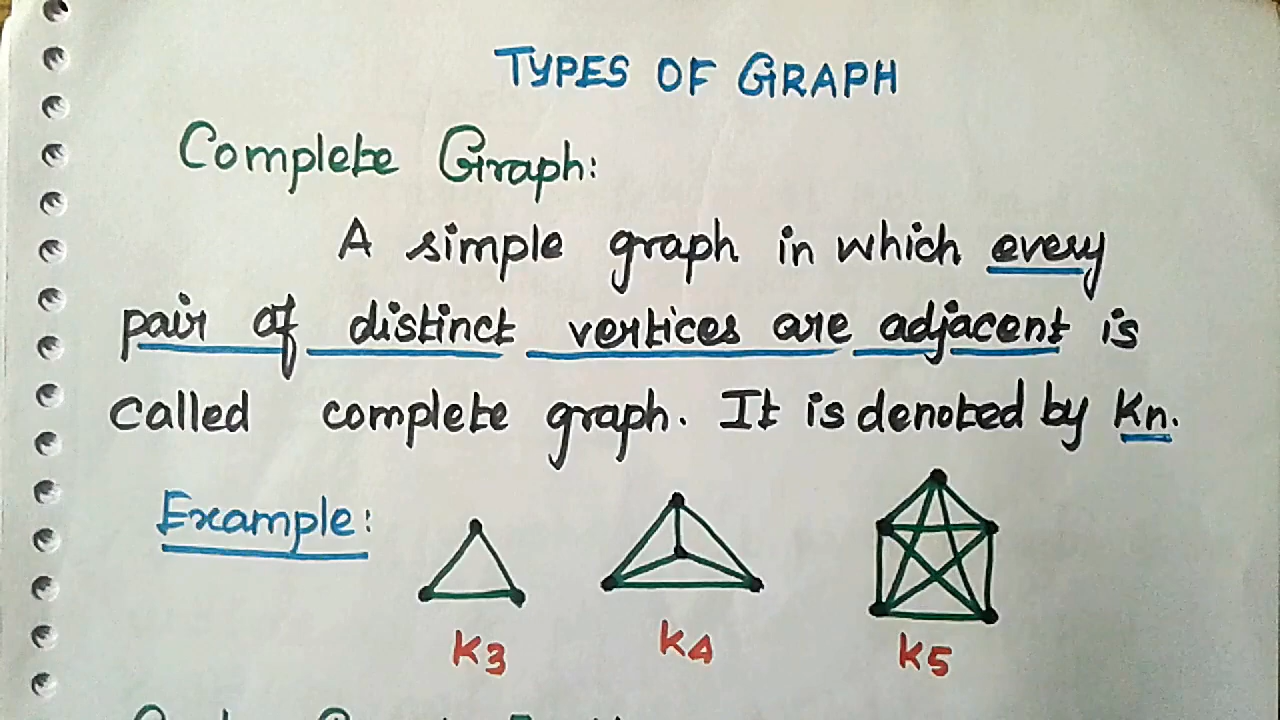 TYPES OF GRAPH
Complete Graph:
A simple graph in which every
pair of distinct vertices are adjacent is
called complete graph. It is denoted by Kn.
Example:
K3 K4 K5